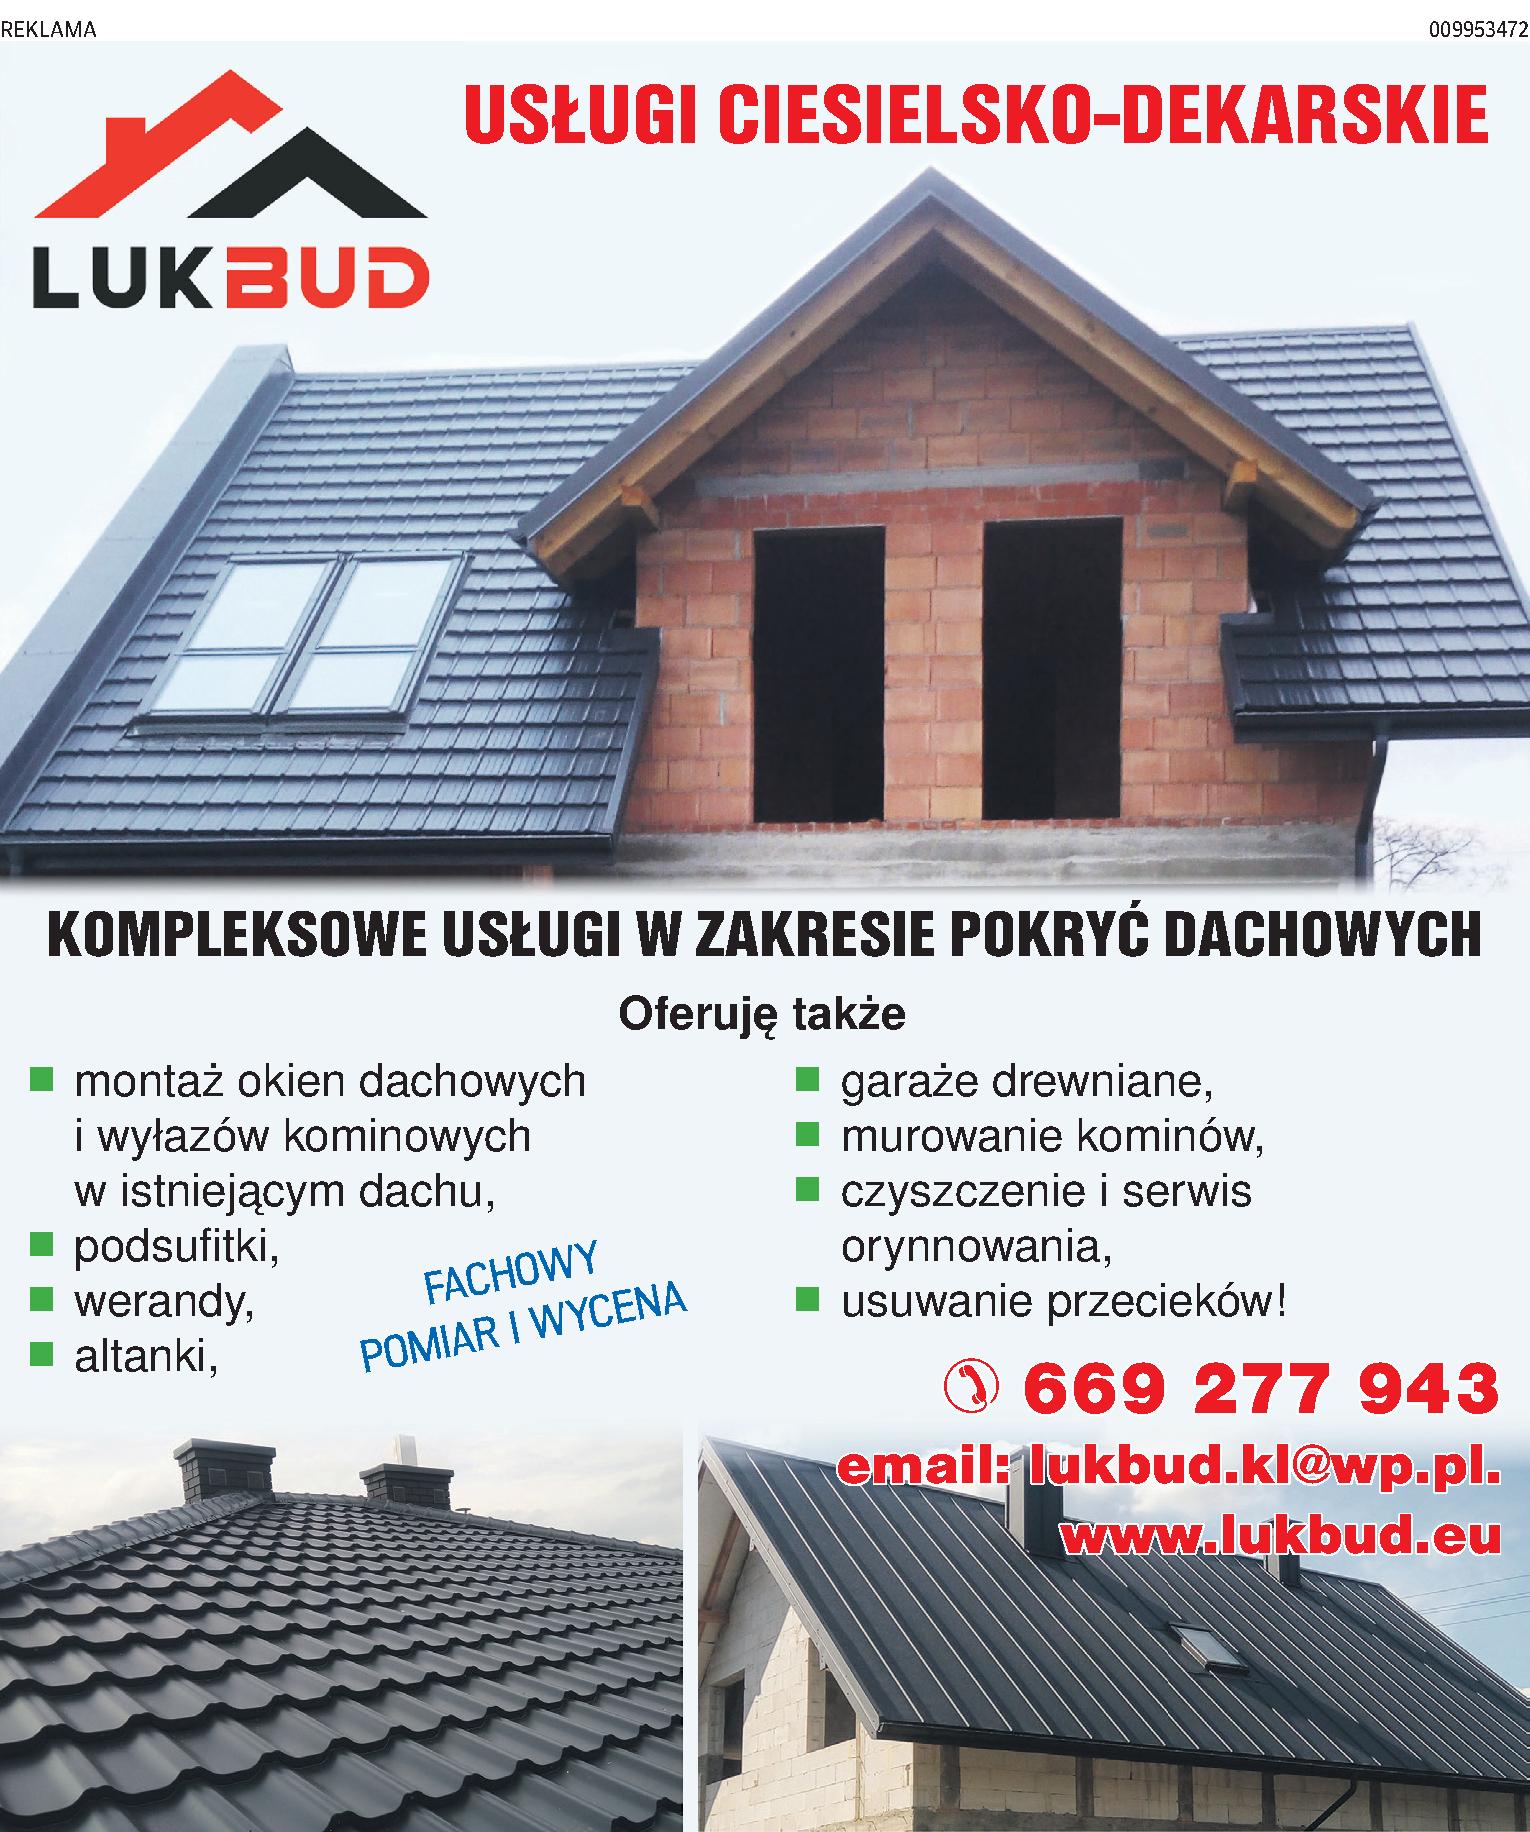 REKLAMA 009953472
LUKBUD
USŁUGI CIESIELSKO-DEKARSKIE
KOMPLEKSOWE USŁUGI W ZAKRESIE POKRYĆ DACHOWYCH
Oferuję także
montaż okien dachowych
i wyłazów kominowych
w istniejącym dachu,
podsufitki,
werandy,
altanki,
FACHOWY
POMIAR I WYCENA
garaże drewniane,
murowanie kominów,
czyszczenie i serwis
orynnowania,
usuwanie przecieków!
669 277 943
email: lukbud.kl@wp.pl.
www.lukbud.eu